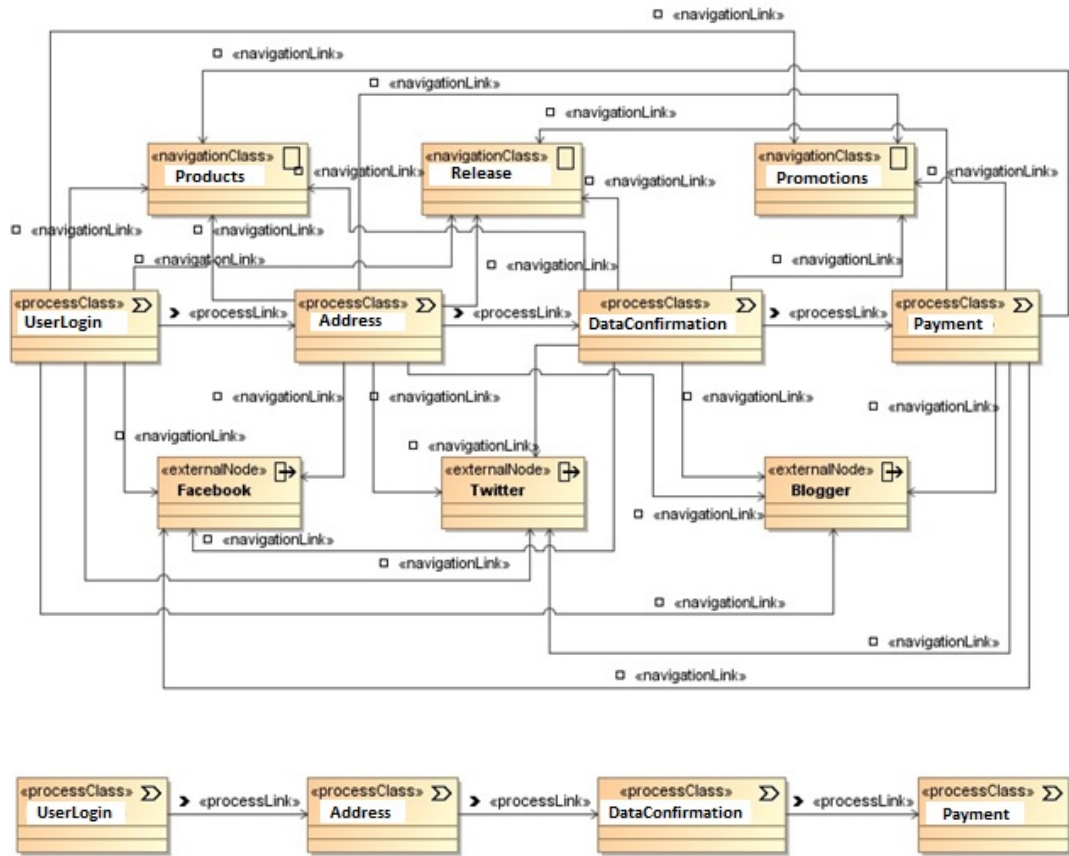 «navigationLink»
«navigationLink»
«navigationLink»
«navigationLink»
«navigationClass»
Products
«navigationLink»
«navigationClass»
Release
«navigationLink»
«navigationClass»
Promotions
«navigationLink»
«navigationLink»
«navigationLink»
«navigationLink»
«navigationLink»
«navigationLink»
«processClass»
UserLogin
«processLink»
«processClass»
Address
«processLink»
«processClass»
DataConfirmation
«processLink»
«processClass»
Payment
«navigationLink»
«navigationLink»
«navigationLink»
«navigationLink»
«navigationLink»
«navigationLink»
«externalNode»
Facebook
«externalNode»
Twitter
«externalNode»
Blogger
«navigationLink»
«navigationLink»
«navigationLink»
«navigationLink»
«navigationLink»
«navigationLink»
«processClass»
UserLogin
«processLink»
«processClass»
Address
«processLink»
«processClass»
DataConfirmation
«processLink»
«processClass»
Payment